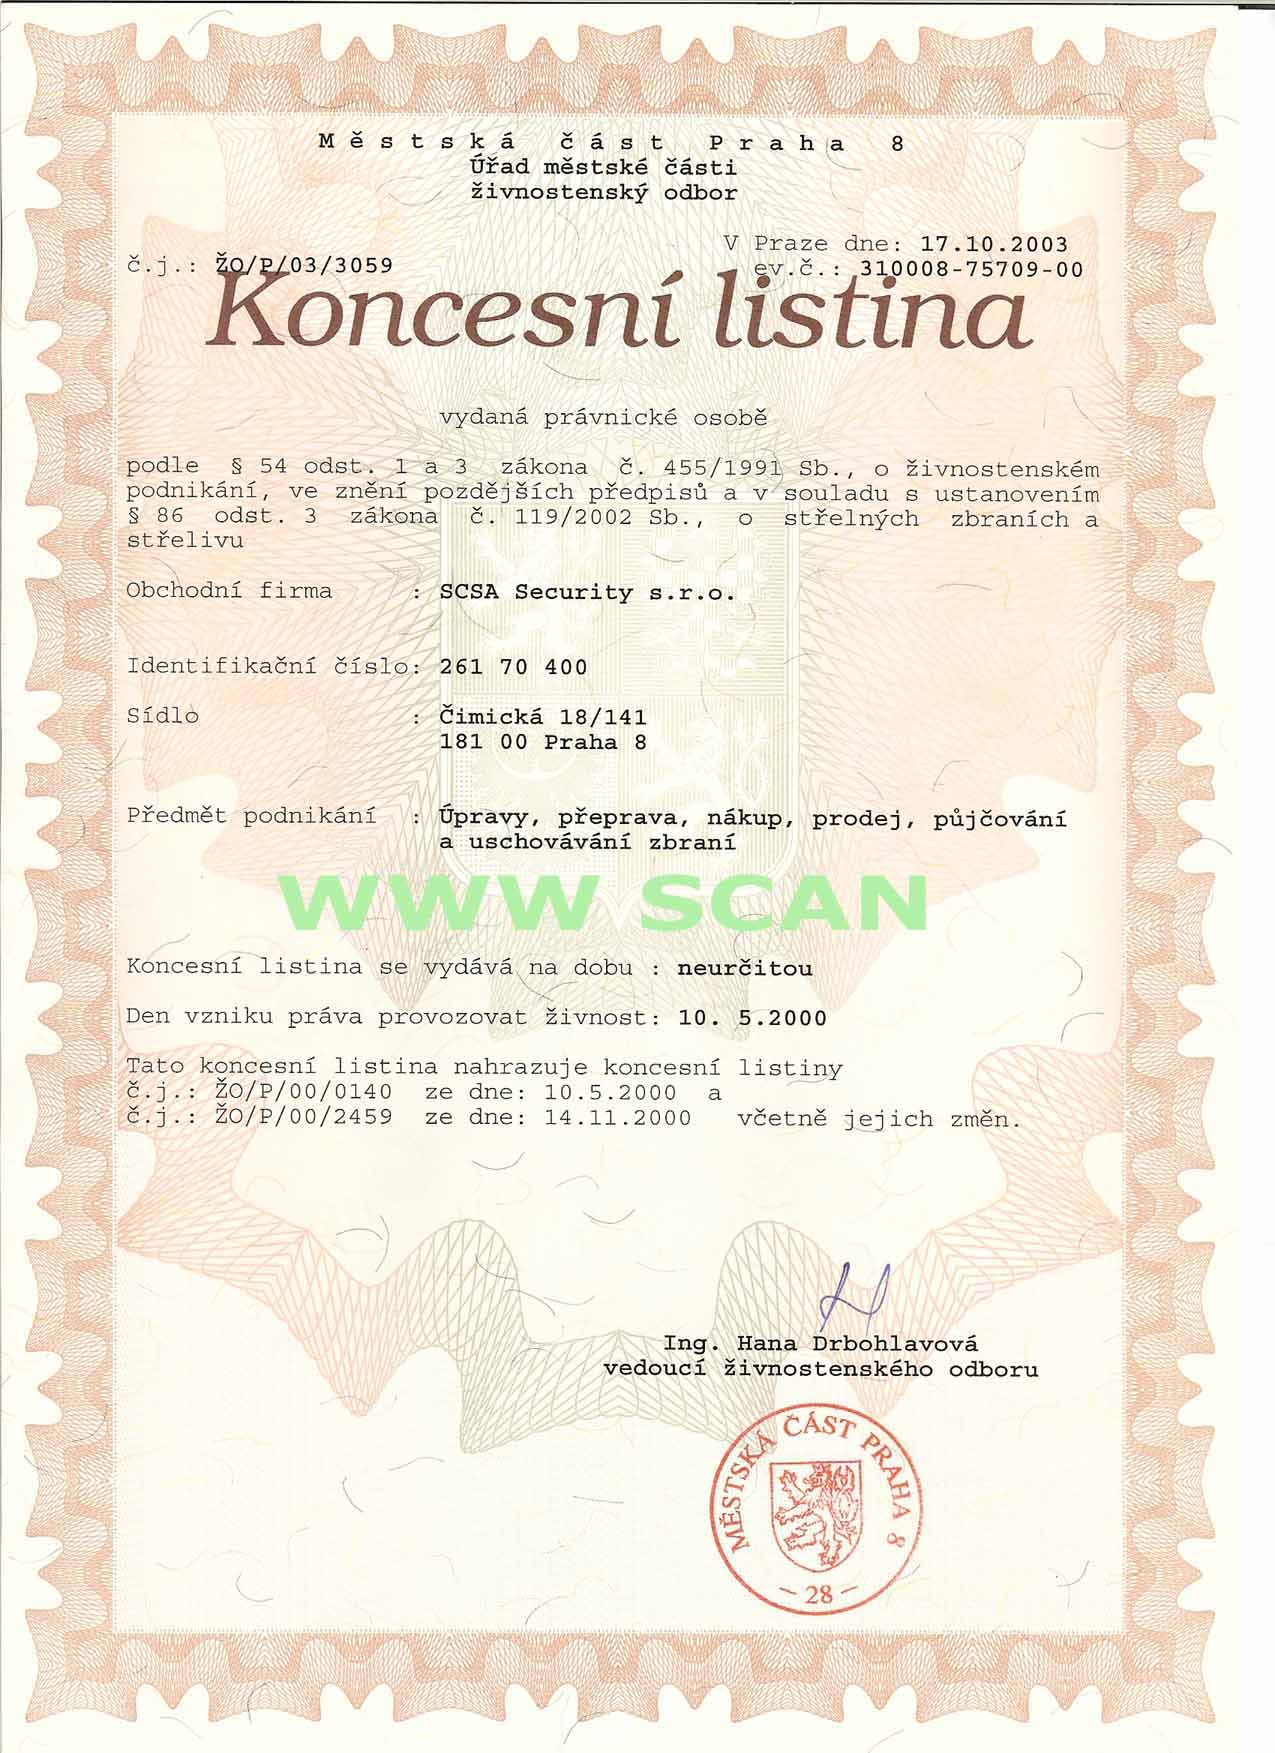 Městská část Praha 8
Úřad městské části
živnostenský odbor
V Praze dne: 17.10.2003
č.j.: ŽO/P/03/3059
ev.č.: 310008-75709-00
Koncesní listina
vydaná právnické osobě
podle § 54 odst. 1 a 3 zákona č. 455/1991 Sb., o živnostenském
podnikání, ve znění pozdějších předpisů a v souladu s ustanovením
§ 86 odst. 3 zákona č. 119/2002 Sb., o střelných zbraních a
střelivu
Obchodní firma : SCSA Security s.r.o.
Identifikační číslo: 261 70 400
Sídlo : Čimická 18/141
181 00 Praha 8
Předmět podnikání : Úpravy, přeprava, nákup, prodej, půjčování
a uschovávání zbraní
WWW SCAN
Koncesní listina se vydává na dobu : neurčitou
Den vzniku práva provozovat živnost: 10. 5.2000
Tato koncesní listina nahrazuje koncesní listiny
č.j.: ŽO/P/00/0140 ze dne: 10.5.2000 a
č.j.: ŽO/P/00/2459 ze dne: 14.11.2000 včetně jejich změn.
Ing. Hana Drbohlavová
vedoucí živnostenského odboru
MĚSTSKÁ ČÁST PRAHA 8
- 28 -